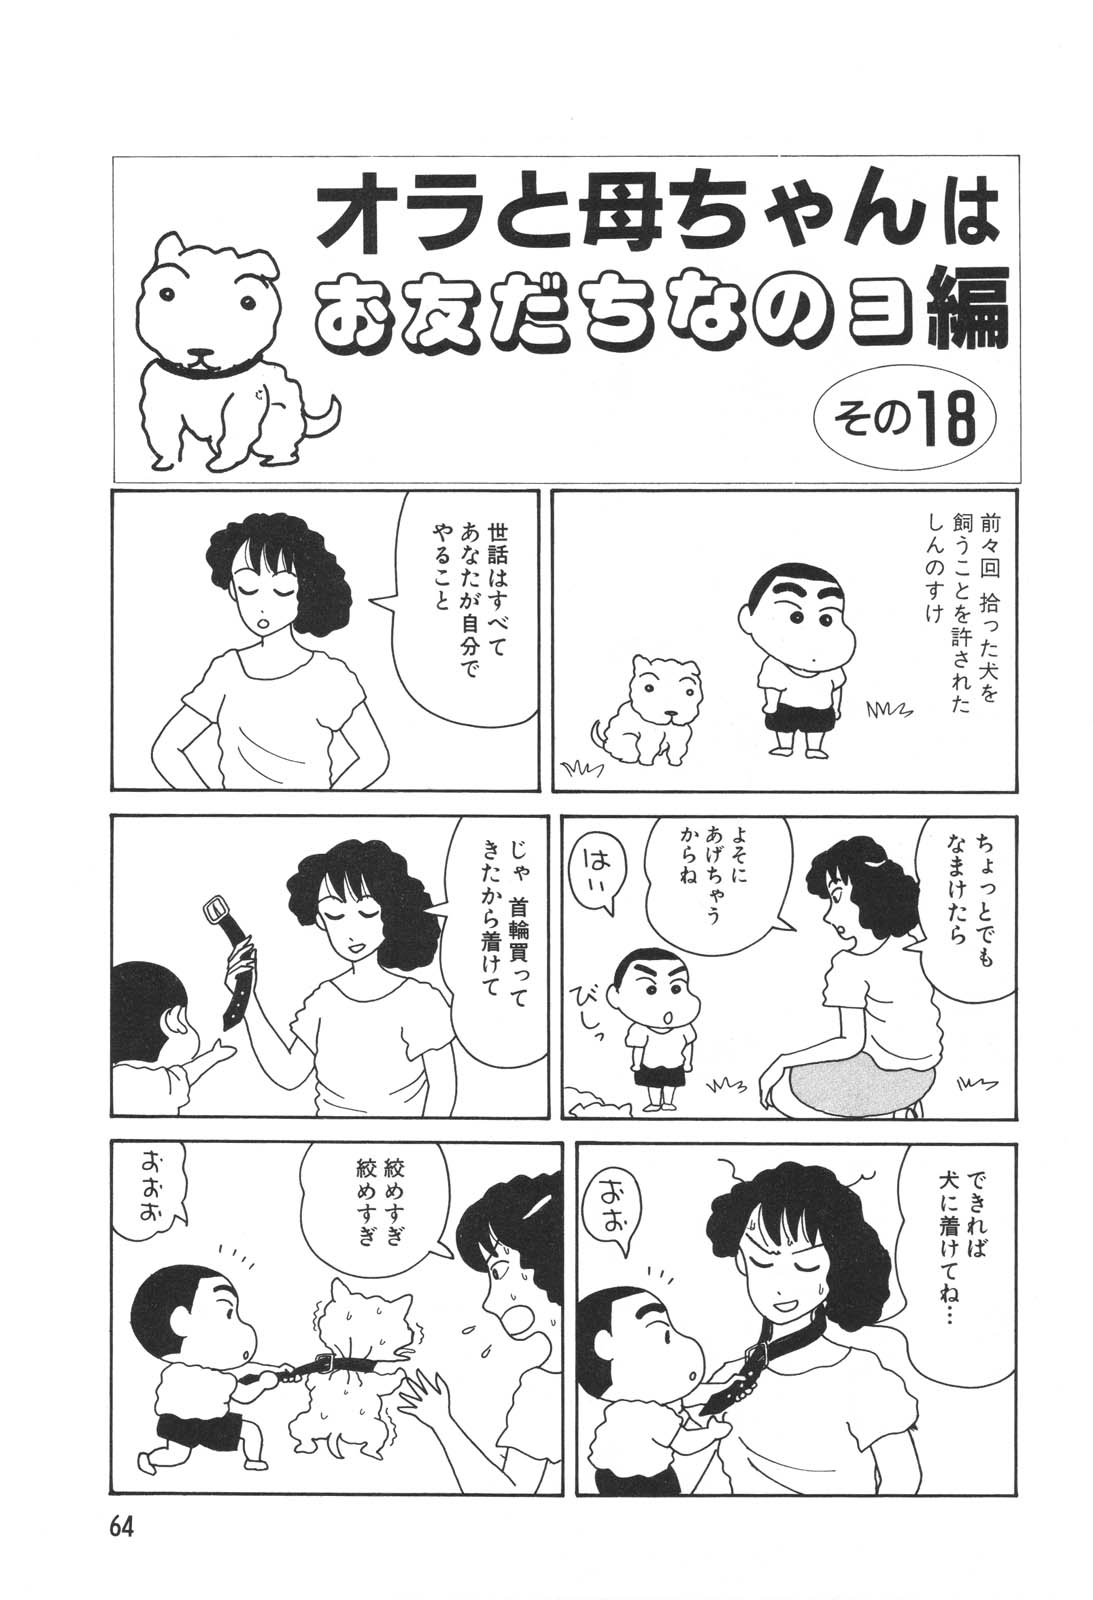 オラと母ちゃんは
お友だちなのヨ編
その18
前々回 拾った犬を
飼うことを許された
しんのすけ
世話はすべて
あなたが自分で
やること
ちょっとでも
なまけたら
よそに
あげちゃう
からね
はい
びしっ
じゃ 首輪買って
きたから着けて
できれば
犬に着けてね…
おお
絞めすぎ
絞めすぎ
おおお
64